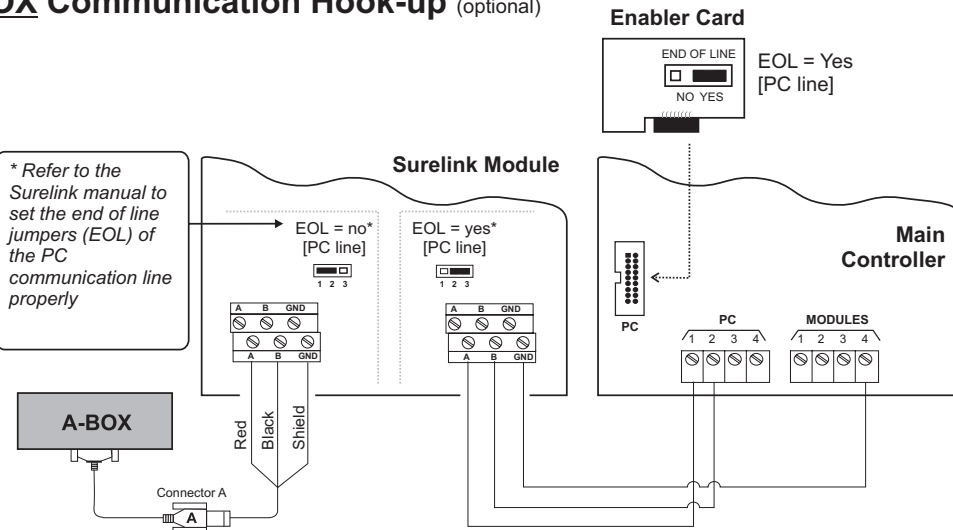 Communication Hook-up (optional)
Enabler Card
END OF LINE
NO YES
EOL = Yes
[PC line]
* Refer to the
Surelink manual to
set the end of line
jumpers (EOL) of
the PC
communication line
properly
Surelink Module
EOL = no*
[PC line]
1 2 3
EOL = yes*
[PC line]
1 2 3
A B GND
A B GND
A B GND
A B GND
Main
Controller
PC
PC
1 2 3 4
MODULES
1 2 3 4
A-BOX
Red
Black
Shield
Connector A
A